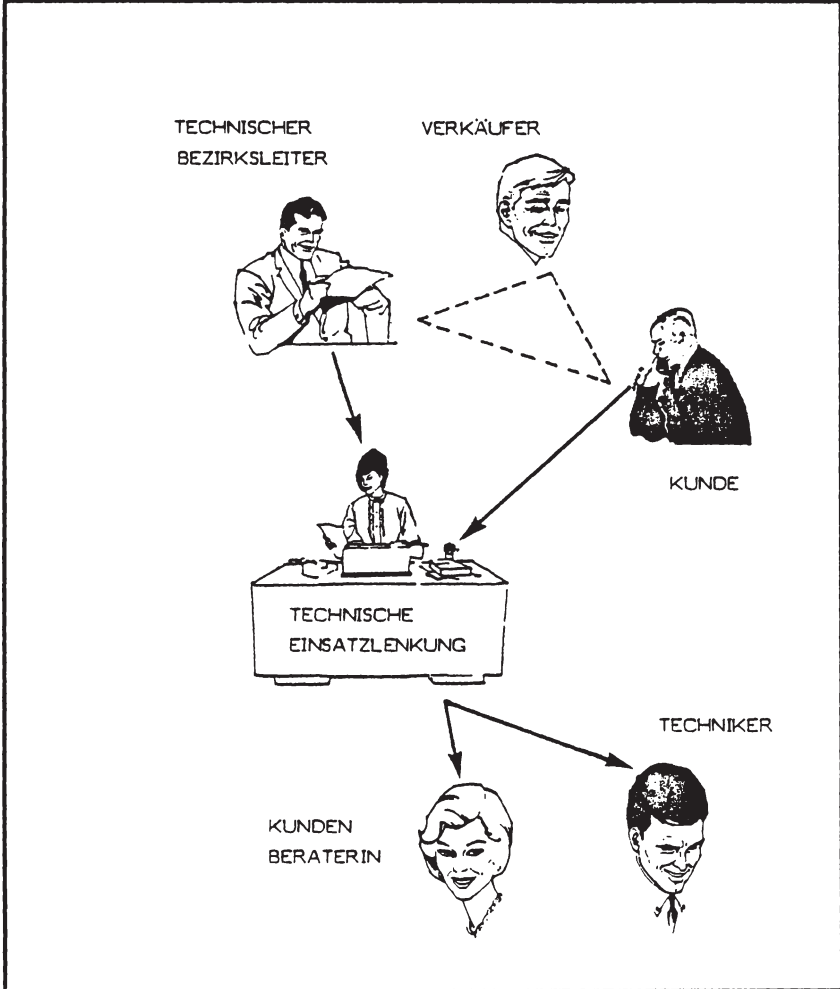 TECHNISCHER
BEZIRKSLEITER
VERKÄUFER
KUNDE
TECHNISCHE
EINSATZLENKUNG
TECHNIKER
KUNDEN
BERATERIN